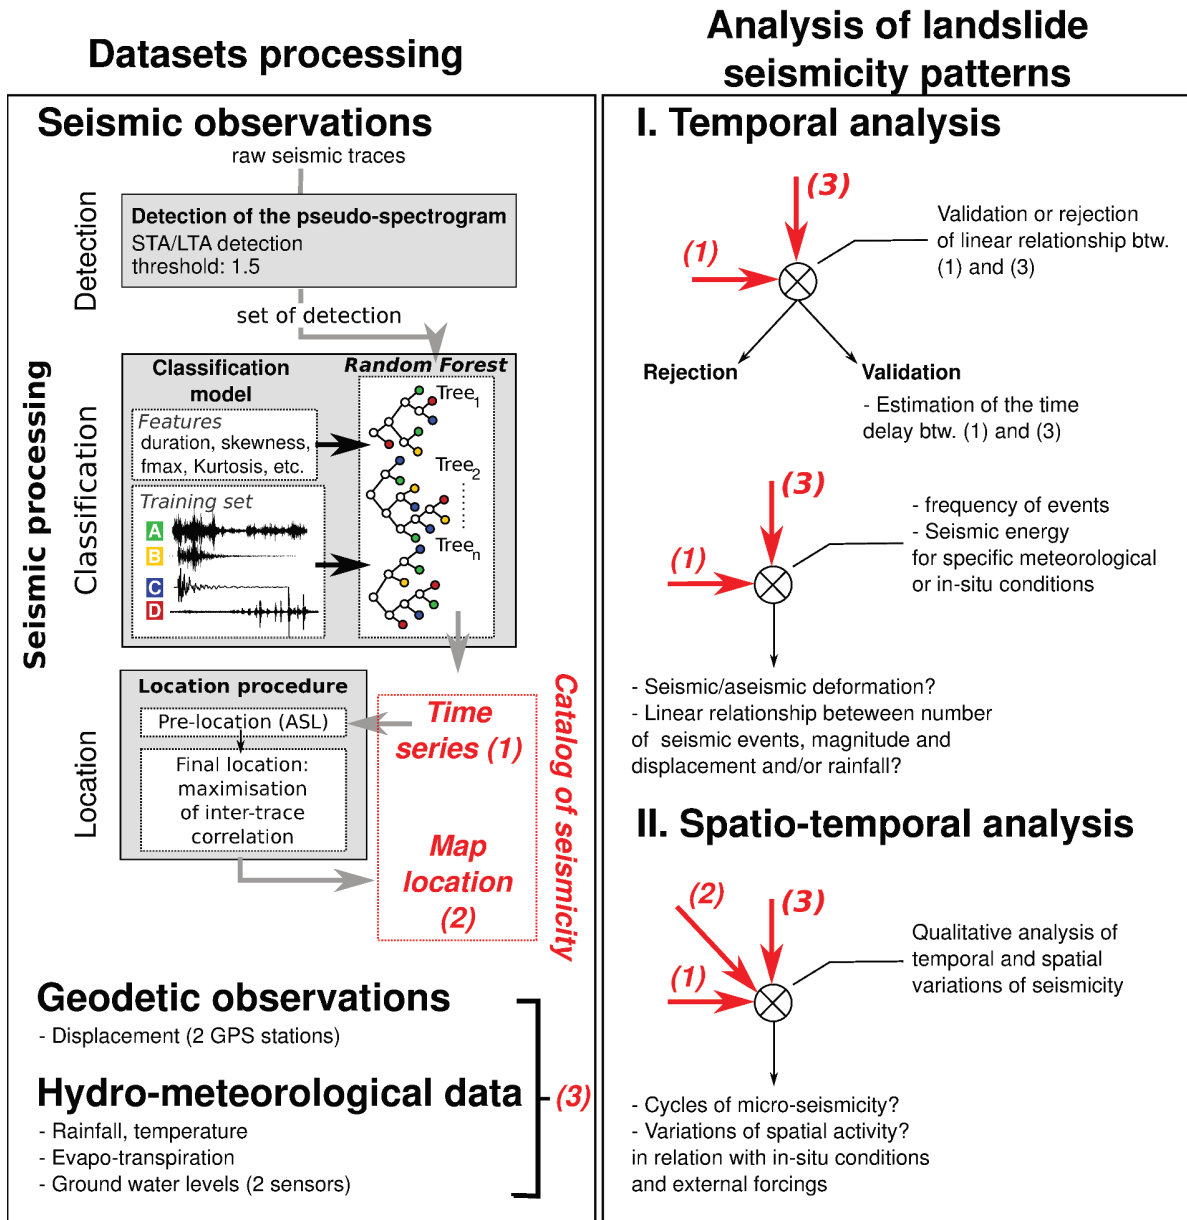 Datasets processing
Analysis of landslide
seismicity patterns
Seismic observations
raw seismic traces
Seismic processing
Detection
Detection of the pseudo-spectrogram
STA/LTA detection
threshold: 1.5
set of detection
Classification
Classification
model
Random Forest
Features
duration, skewness,
fmax, Kurtosis, etc.
Training set
A
B
C
D
Tree1
Tree2
Treen
Location
Location procedure
Pre-location (ASL)
Final location:
maximisation
of inter-trace
correlation
Time
series (1)
Map
location
(2)
Catalog of seismicity
Geodetic observations
- Displacement (2 GPS stations)
Hydro-meteorological data
- Rainfall, temperature
- Evapo-transpiration
- Ground water levels (2 sensors)
(3)
I. Temporal analysis
(3)
(1)
Validation or rejection
of linear relationship btw.
(1) and (3)
Rejection
Validation
- Estimation of the time
delay btw. (1) and (3)
(3)
(1)
- frequency of events
- Seismic energy
for specific meteorological
or in-situ conditions
- Seismic/aseismic deformation?
- Linear relationship beteween number
of seismic events, magnitude and
displacement and/or rainfall?
II. Spatio-temporal analysis
(2)
(3)
(1)
Qualitative analysis of
temporal and spatial
variations of seismicity
- Cycles of micro-seismicity?
- Variations of spatial activity?
in relation with in-situ conditions
and external forcings